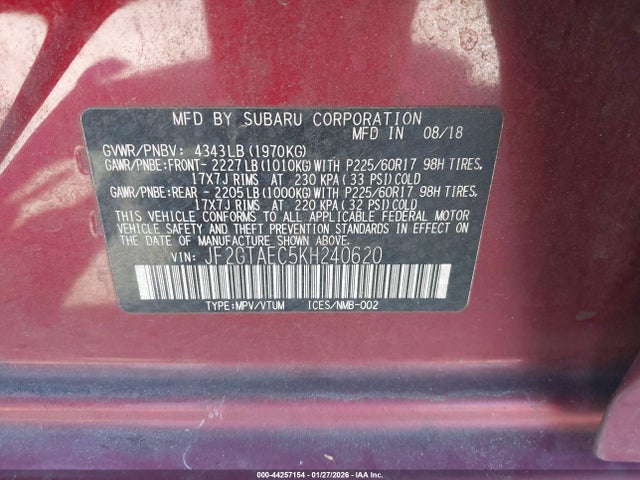 MFD BY SUBARU CORPORATION
MFD IN 08/18
GVWR/PNBV: 4343LB (1970KG)
GAWR/PNBE:FRONT- 2227LB (1010KG)WITH P225/60R17 98H TIRES,
17X7J RIMS AT 230 KPA(33 PSI)COLD
GAWR/PNBE:REAR - 2205LB(1000KG)WITH P225/60R17 98H TIRES,
17X7J RIMS AT 220 KPA(32 PSI)COLD
THIS VEHICLE CONFORMS TO ALL APPLICABLE FEDERAL MOTOR
VEHICLE SAFETY AND THEFT PREVENTION STANDARDS IN EFFECT
ON THE DATE OF MANUFACTURE SHOWN ABOVE.
VIN: JF2GTAEC5KH240620
TYPE:MPV/VTUM ICES/NMB-002
000-44257154 | 01/27/2026 | IAA Inc.